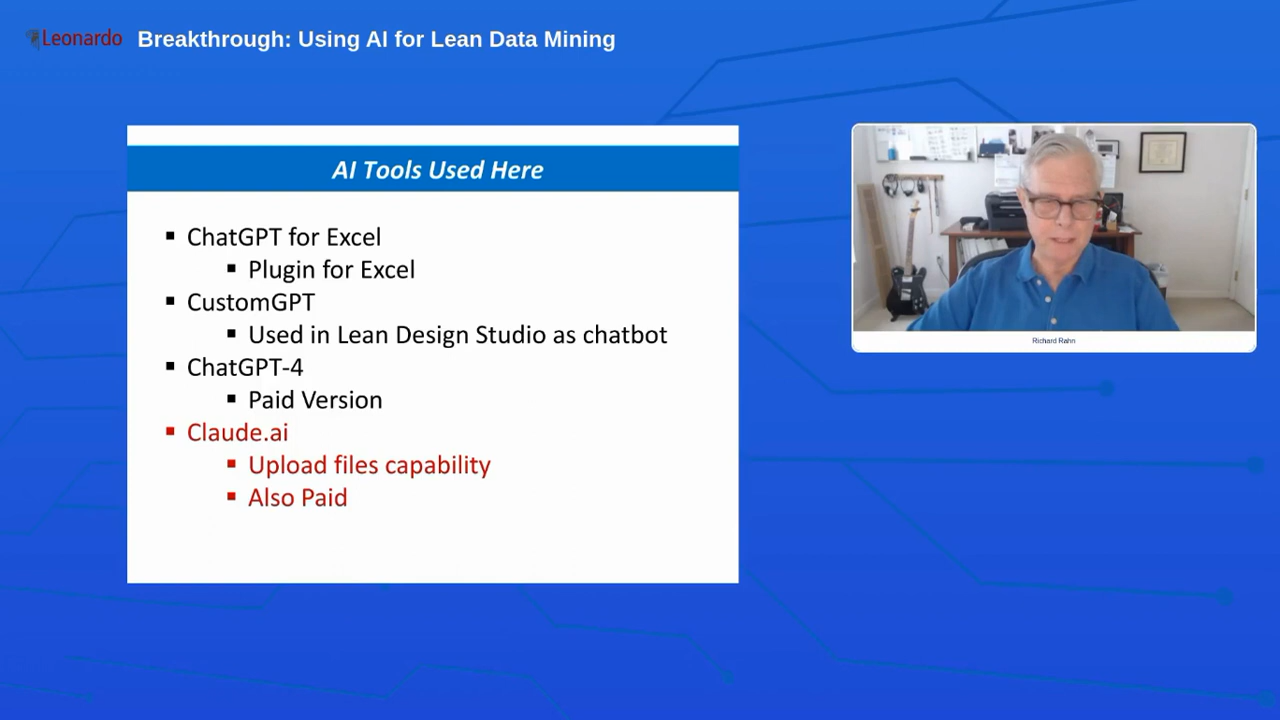 Leonardo
Breakthrough: Using AI for Lean Data Mining
AI Tools Used Here
ChatGPT for Excel
Plugin for Excel
CustomGPT
Used in Lean Design Studio as chatbot
ChatGPT-4
Paid Version
Claude.ai
Upload files capability
Also Paid
Richard Rahn